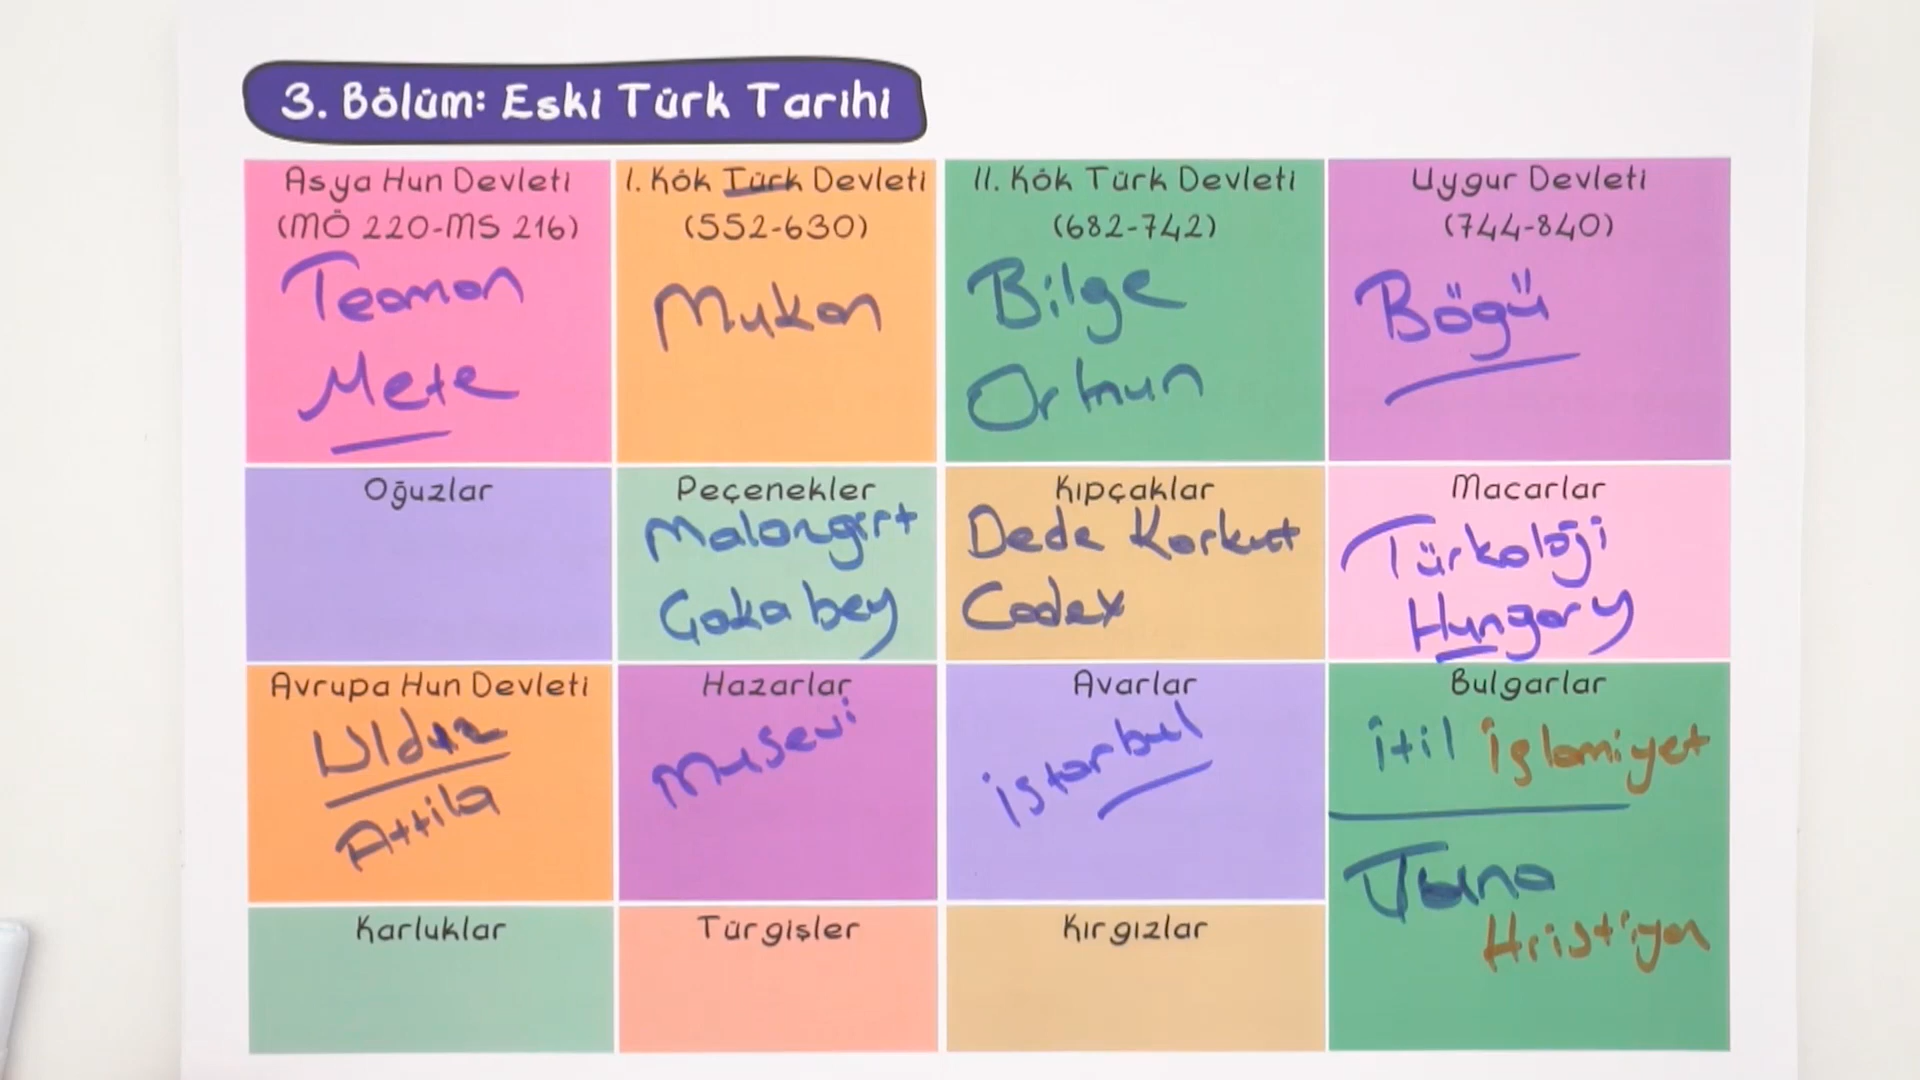 3. Bölüm: Eski Türk Tarihi
Asya Hun Devleti
(MÖ 220-MS 216)
Teoman
Mete
I. Kök Türk Devleti
(552-630)
Mukan
II. Kök Türk Devleti
(682-742)
Bilge
Orhun
Uygur Devleti
(744-840)
Bögü
Oğuzlar
Peçenekler
Malazgirt
Çaka bey
Kıpçaklar
Dede Korkut
Codex
Macarlar
Türkoloji
Hungary
Avrupa Hun Devleti
Uldız
Attila
Hazarlar
Musevi
Avarlar
İstanbul
Bulgarlar
İtil İslamiyet
Tuna
Hristiyan
Karluklar
Türgişler
Kırgızlar